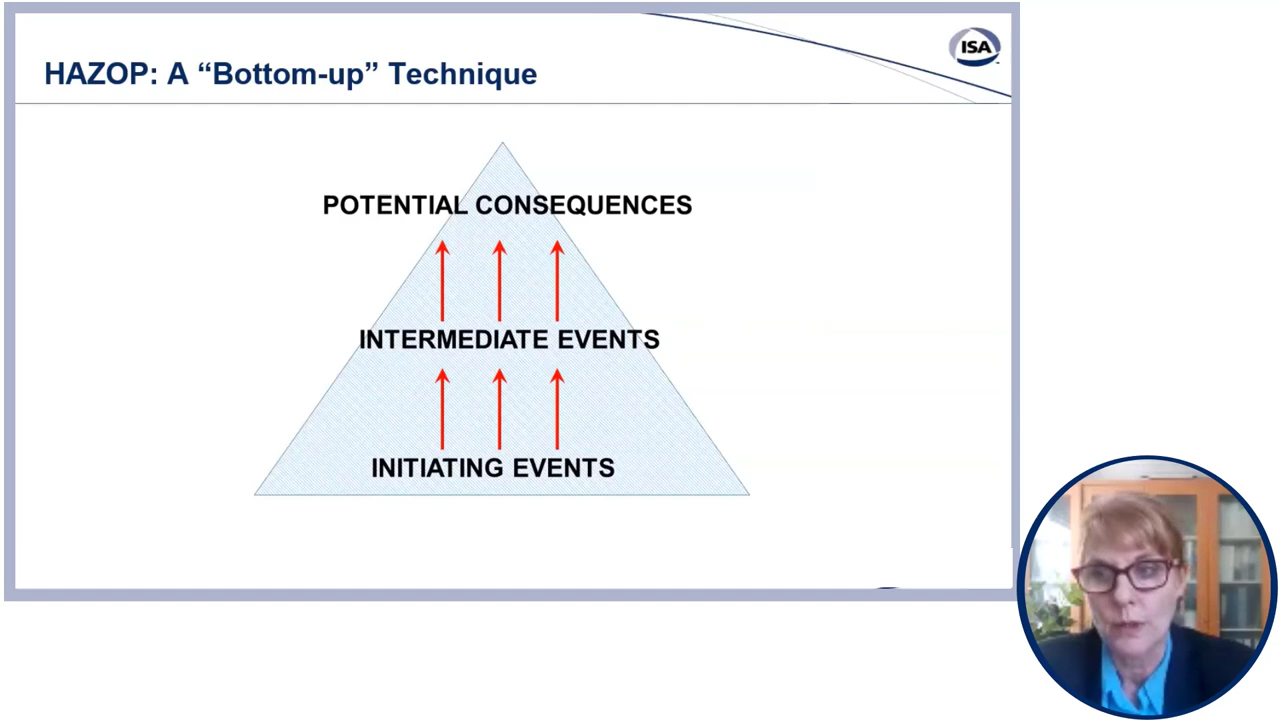 ISA
HAZOP: A “Bottom-up” Technique
POTENTIAL CONSEQUENCES
INTERMEDIATE EVENTS
INITIATING EVENTS